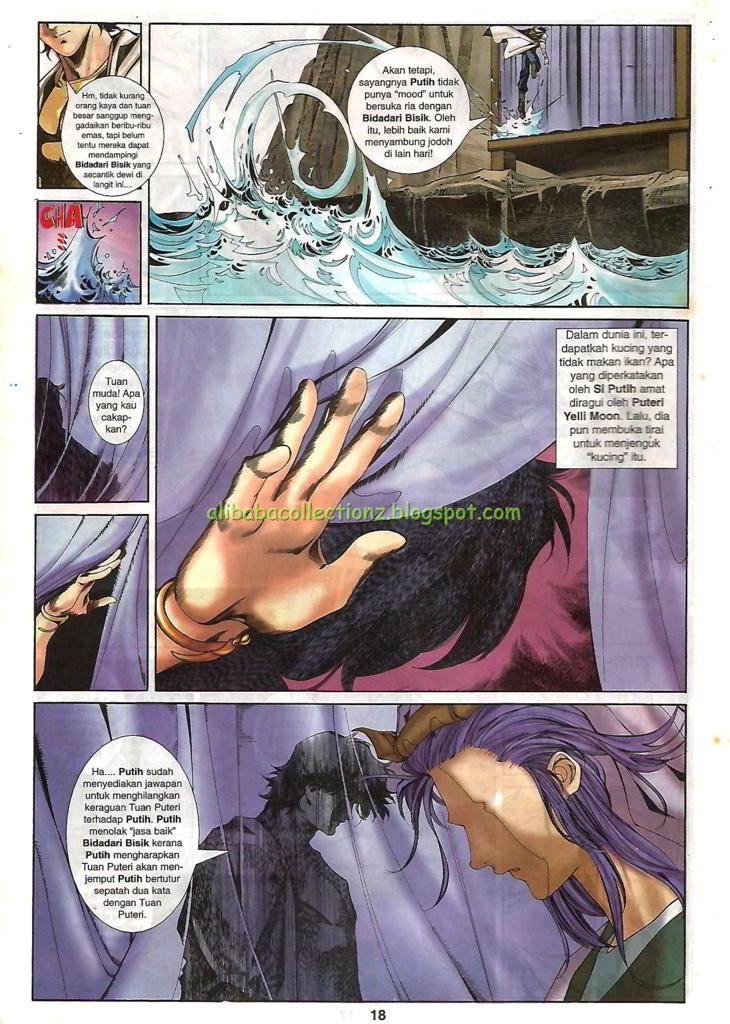 Hm, tidak kurang
orang kaya dan tuan
besar sanggup meng-
gadaikan beribu-ribu
emas, tapi belum
tentu mereka dapat
mendampingi
Bidadari Bisik yang
secantik dewi di
langit ini....
Akan tetapi,
sayangnya Putih tidak
punya "mood" untuk
bersuka ria dengan
Bidadari Bisik. Oleh
itu, lebih baik kami
menyambung jodoh
di lain hari!
CHA
!!!
Tuan
muda! Apa
yang kau
cakap-
kan?
Dalam dunia ini, ter-
dapatkah kucing yang
tidak makan ikan? Apa
yang diperkatakan
oleh Si Putih amat
diragui oleh Puteri
Yelli Moon. Lalu, dia
pun membuka tirai
untuk menjenguk
"kucing" itu.
alibabacollectionz.blogspot.com
Ha.... Putih sudah
menyediakan jawapan
untuk menghilangkan
keraguan Tuan Puteri
terhadap Putih. Putih
menolak "jasa baik"
Bidadari Bisik kerana
Putih mengharapkan
Tuan Puteri akan men-
jemput Putih bertutur
sepatah dua kata
dengan Tuan
Puteri.
18